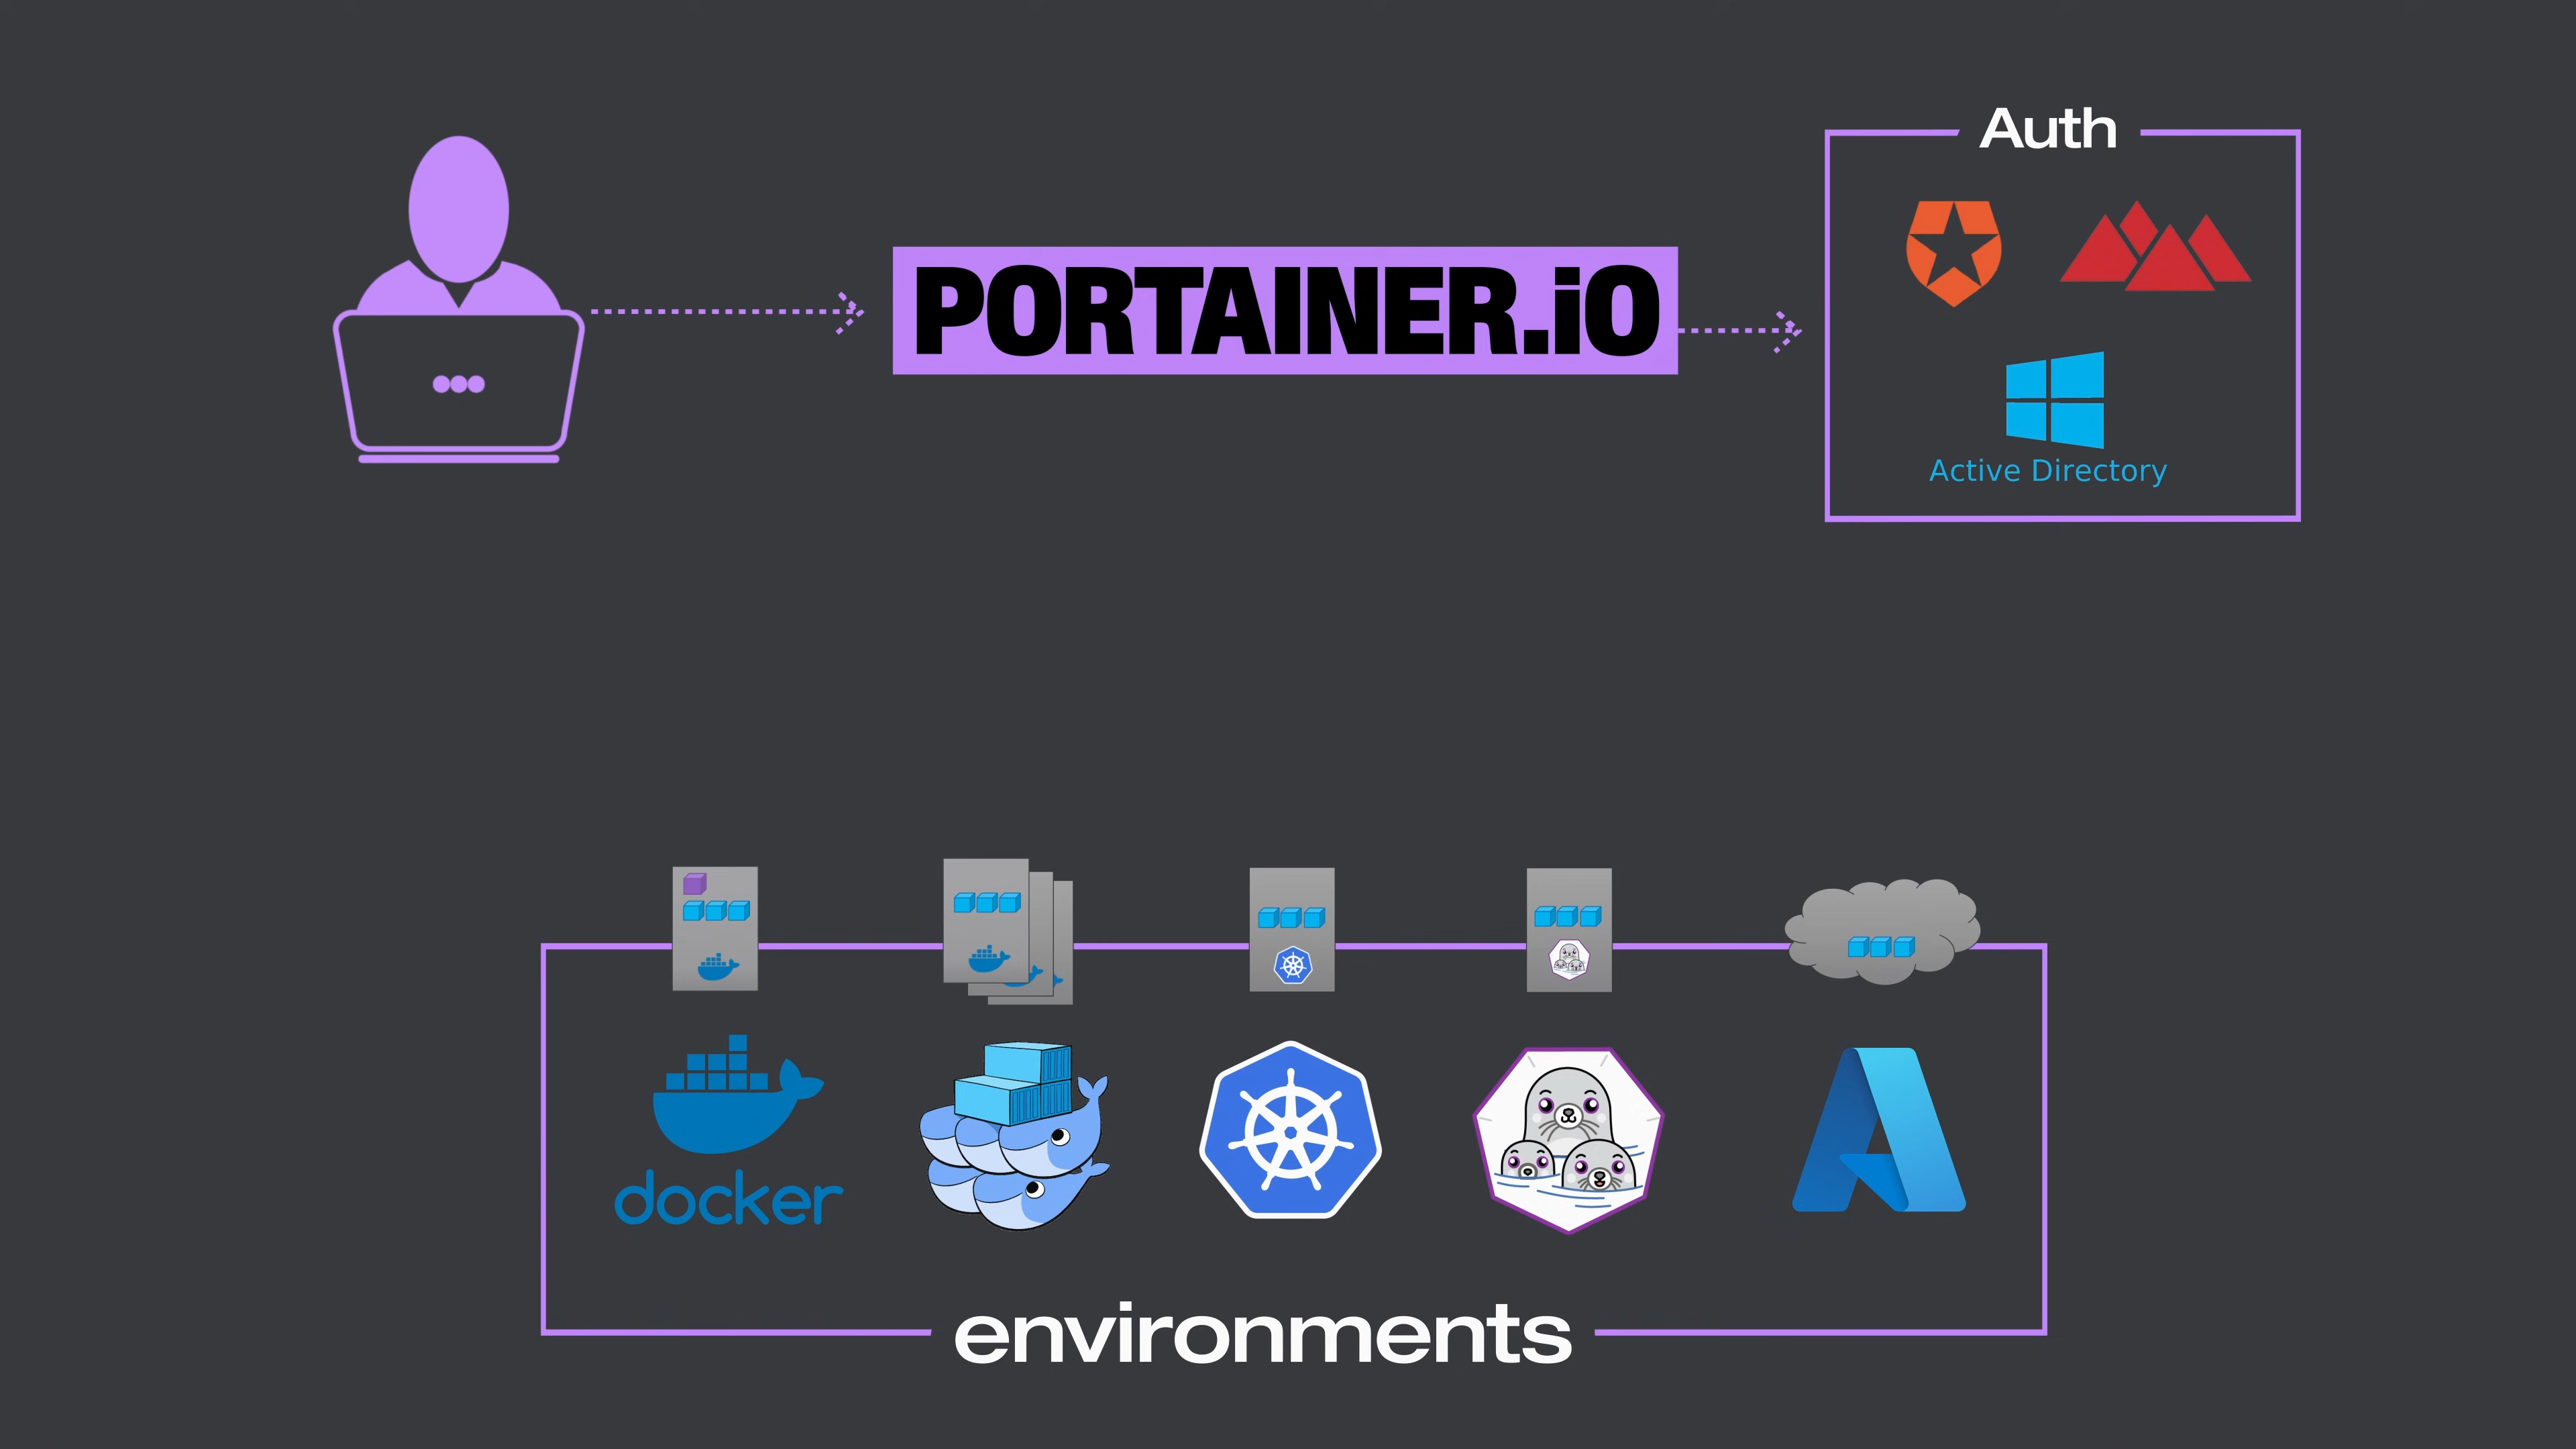 Auth
PORTAINER.iO
Active Directory
docker
environments